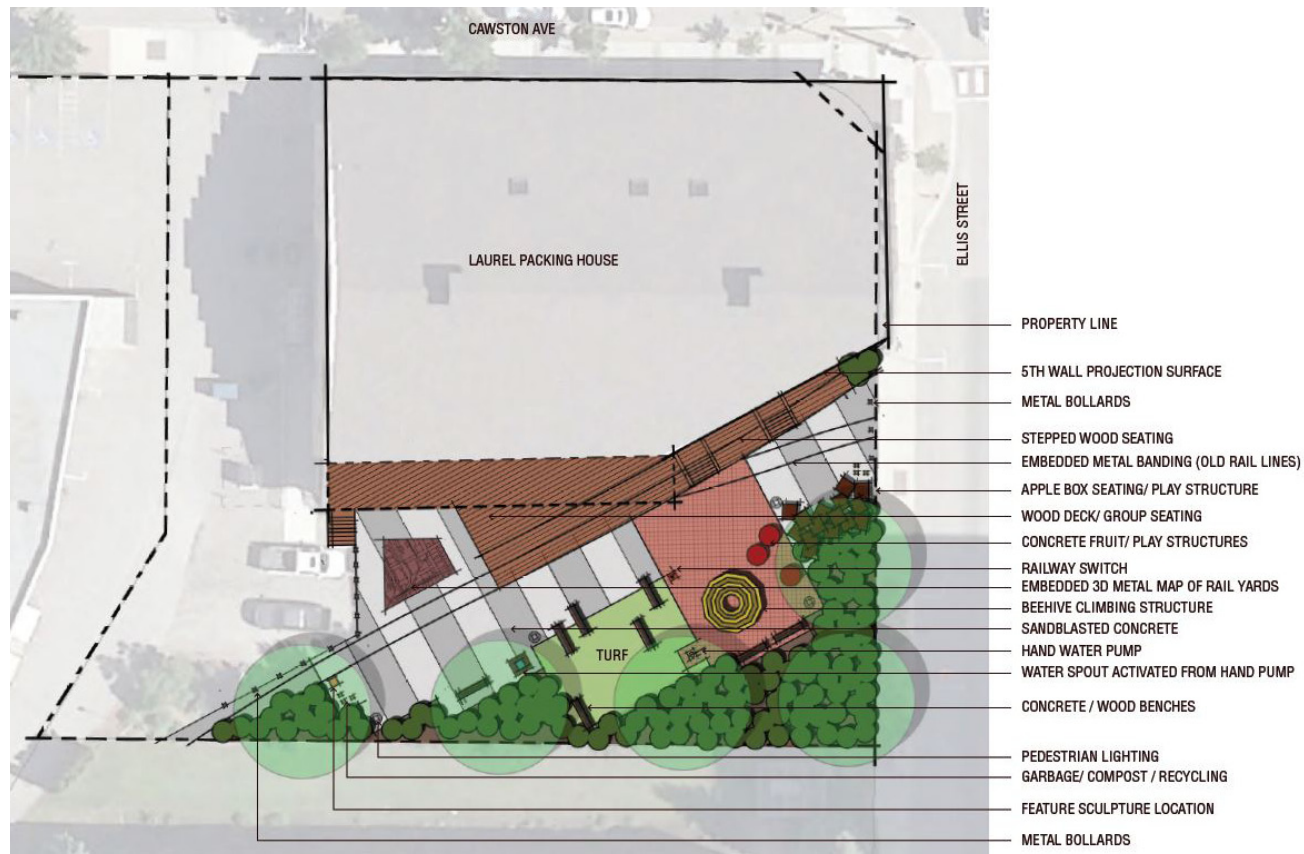 CAWSTON AVE
ELLIS STREET
LAUREL PACKING HOUSE
PROPERTY LINE
5TH WALL PROJECTION SURFACE
METAL BOLLARDS
STEPPED WOOD SEATING
EMBEDDED METAL BANDING (OLD RAIL LINES)
APPLE BOX SEATING/ PLAY STRUCTURE
WOOD DECK/ GROUP SEATING
CONCRETE FRUIT/ PLAY STRUCTURES
RAILWAY SWITCH
EMBEDDED 3D METAL MAP OF RAIL YARDS
BEEHIVE CLIMBING STRUCTURE
SANDBLASTED CONCRETE
HAND WATER PUMP
TURF
WATER SPOUT ACTIVATED FROM HAND PUMP
CONCRETE / WOOD BENCHES
PEDESTRIAN LIGHTING
GARBAGE/ COMPOST / RECYCLING
FEATURE SCULPTURE LOCATION
METAL BOLLARDS